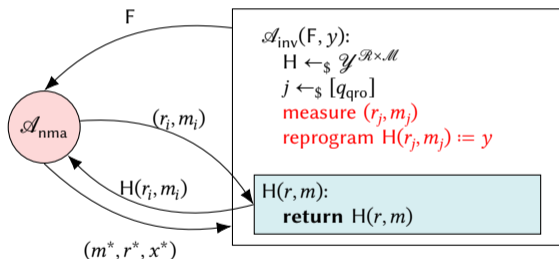 F
𝒜inv(F, y):
H ←$ 𝒴^ℛ×ℳ
j ←$ [qqro]
measure (rj, mj)
reprogram H(rj, mj) := y
𝒜nma
(ri, mi)
H(ri, mi)
H(r, m):
return H(r, m)
(m*, r*, x*)